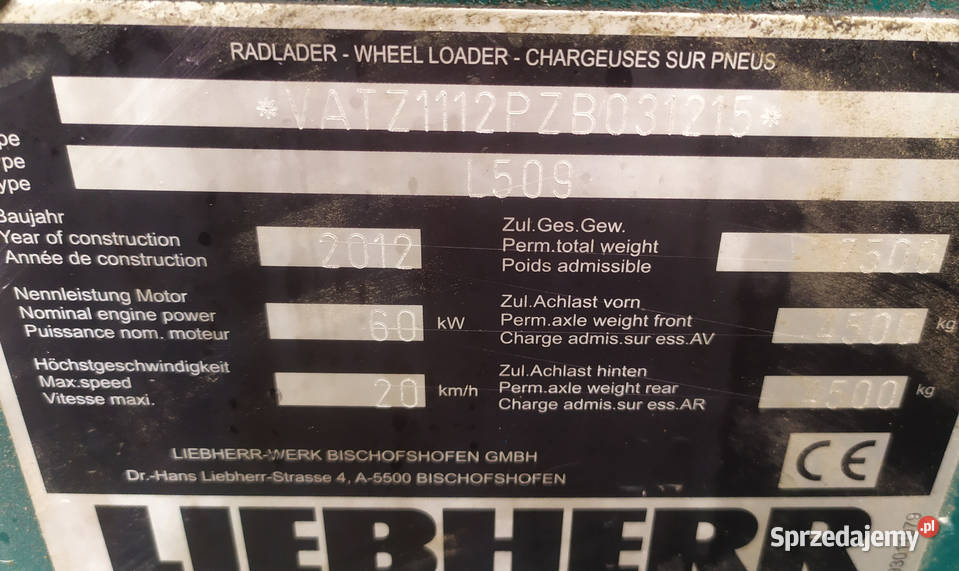 RADLADER - WHEEL LOADER - CHARGEUSES SUR PNEUS
*VATZ1112PZB031215*
L509
Baujahr
Year of construction
Année de construction
2012
Zul.Ges.Gew.
Perm.total weight
Poids admissible
Nennleistung Motor
Nominal engine power
Puissance nom. moteur
60 kW
Zul.Achlast vorn
Perm.axle weight front
Charge admis.sur ess.AV
kg
Höchstgeschwindigkeit
Max.speed
Vitesse maxi.
20 km/h
Zul.Achlast hinten
Perm.axle weight rear
Charge admis.sur ess.AR
kg
CE
LIEBHERR-WERK BISCHOFSHOFEN GMBH
Dr.-Hans Liebherr-Strasse 4, A-5500 BISCHOFSHOFEN
LIEBHERR
Sprzedajemy.pl